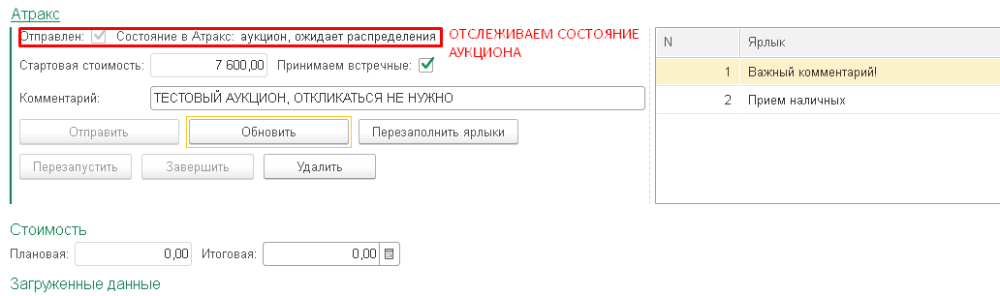 Атракс
Отправлен: Состояние в Атракс: аукцион, ожидает распределения
ОТСЛЕЖИВАЕМ СОСТОЯНИЕ
АУКЦИОНА
Стартовая стоимость: 7 600,00 Принимаем встречные:
Комментарий: ТЕСТОВЫЙ АУКЦИОН, ОТКЛИКАТЬСЯ НЕ НУЖНО
Отправить Обновить Перезаполнить ярлыки
Перезапустить Завершить Удалить
N Ярлык
1 Важный комментарий!
2 Прием наличных
Стоимость
Плановая: 0,00 Итоговая: 0,00
Загруженные данные